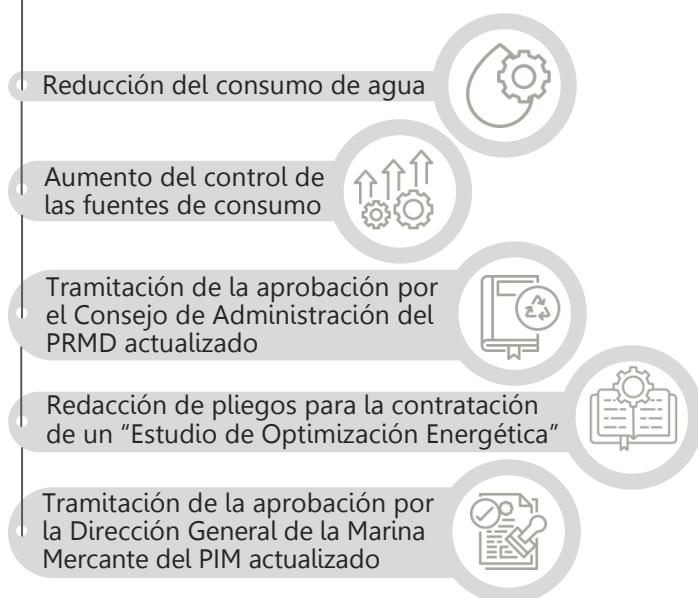 Reducción del consumo de agua
Aumento del control de
las fuentes de consumo
Tramitación de la aprobación por
el Consejo de Administración del
PRMD actualizado
Redacción de pliegos para la contratación
de un “Estudio de Optimización Energética”
Tramitación de la aprobación por
la Dirección General de la Marina
Mercante del PIM actualizado